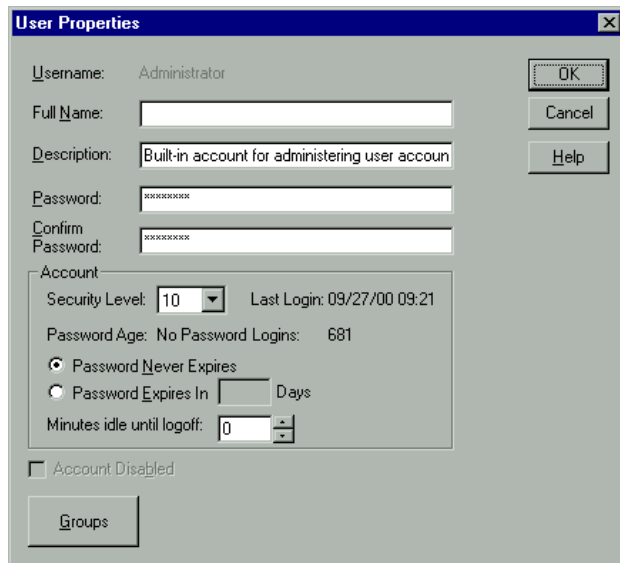 User Properties
Username: Administrator
OK
Full Name:
Cancel
Description: Built-in account for administering user accoun
Help
Password: ********
Confirm
Password: ********
Account
Security Level: 10 Last Login: 09/27/00 09:21
Password Age: No Password Logins: 681
Password Never Expires
Password Expires In Days
Minutes idle until logoff: 0
Account Disabled
Groups